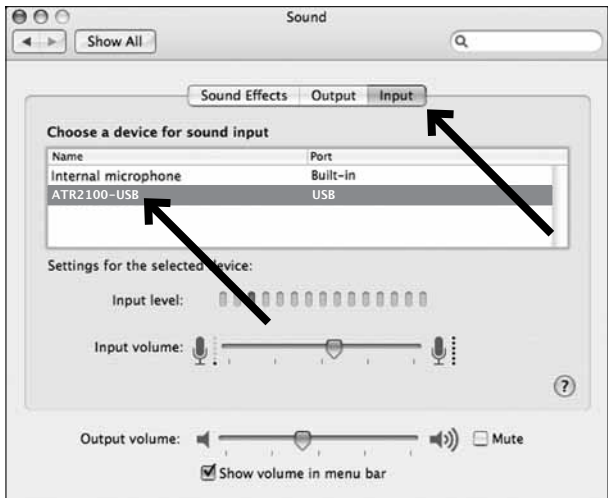 Sound
Show All
Sound Effects Output Input
Choose a device for sound input
Name Port
Internal microphone Built-in
ATR2100-USB USB
Settings for the selected device:
Input level:
Input volume:
?
Output volume: Mute
Show volume in menu bar